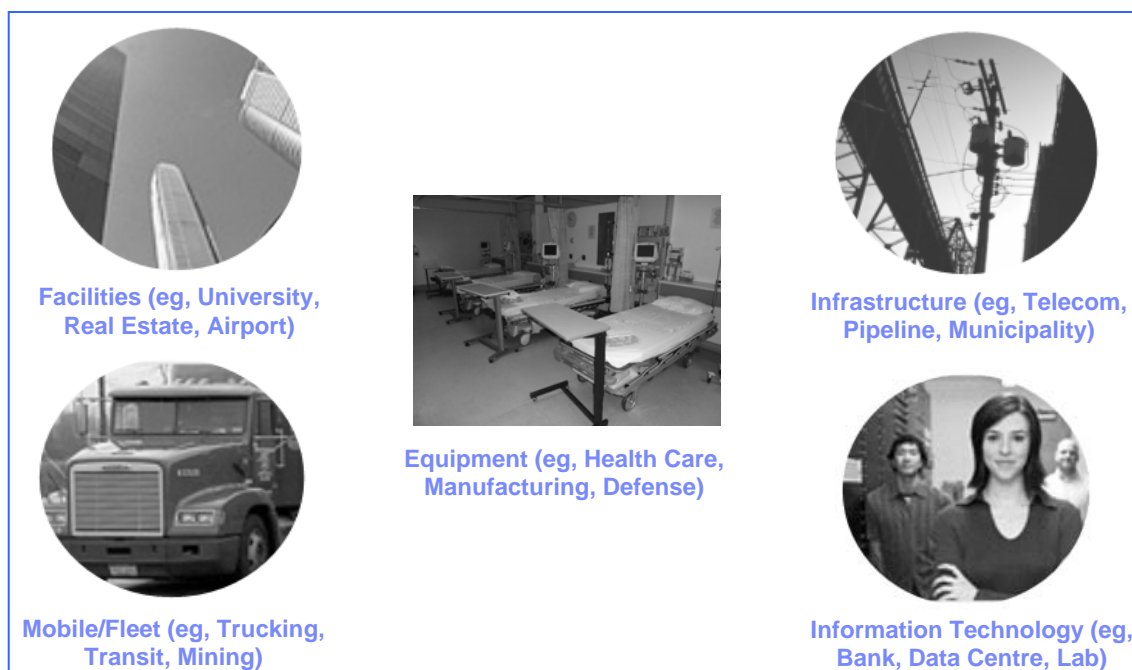 Facilities (eg, University,
Real Estate, Airport)
Infrastructure (eg, Telecom,
Pipeline, Municipality)
Equipment (eg, Health Care,
Manufacturing, Defense)
Mobile/Fleet (eg, Trucking,
Transit, Mining)
Information Technology (eg,
Bank, Data Centre, Lab)